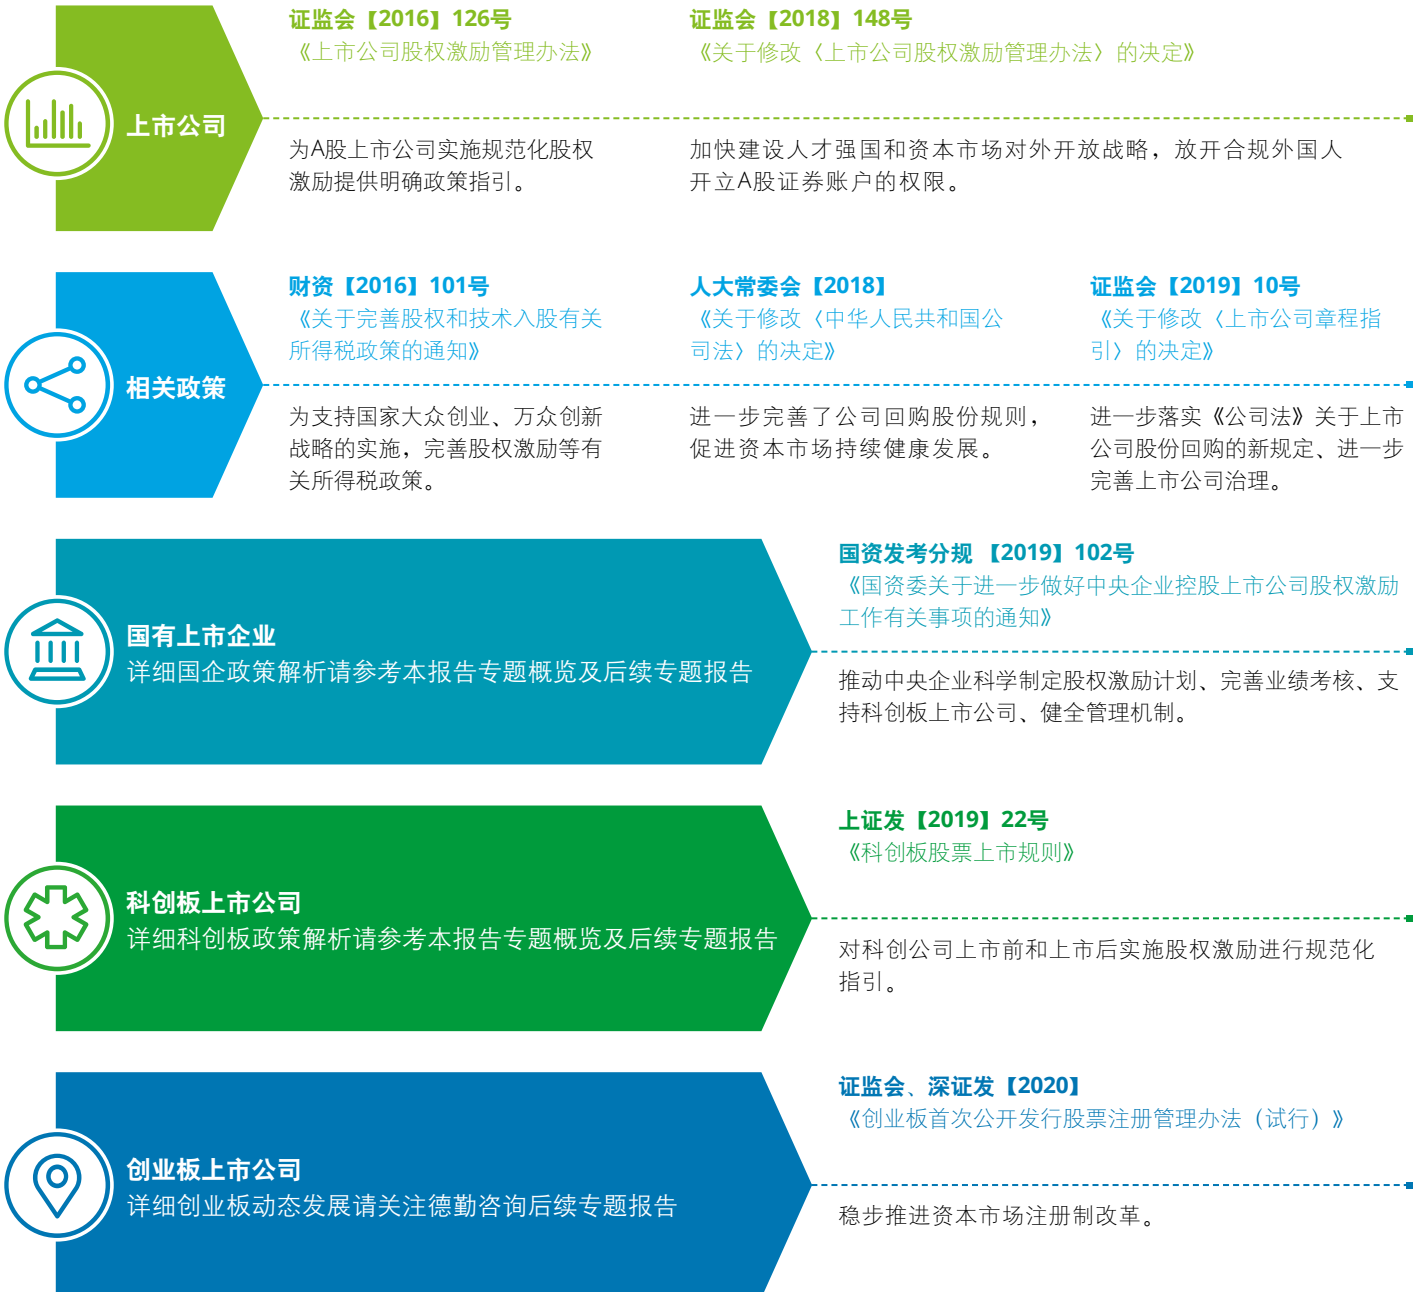 证监会【2016】126号
《上市公司股权激励管理办法》
证监会【2018】148号
《关于修改〈上市公司股权激励管理办法〉的决定》
上市公司
为A股上市公司实施规范化股权
激励提供明确政策指引。
加快建设人才强国和资本市场对外开放战略，放开合规外国人
开立A股证券账户的权限。
财资【2016】101号
《关于完善股权和技术入股有关
所得税政策的通知》
人大常委会【2018】
《关于修改〈中华人民共和国公
司法〉的决定》
证监会【2019】10号
《关于修改〈上市公司章程指
引〉的决定》
相关政策
为支持国家大众创业、万众创新
战略的实施，完善股权激励等有
关所得税政策。
进一步完善了公司回购股份规则，
促进资本市场持续健康发展。
进一步落实《公司法》关于上市
公司股份回购的新规定、进一步
完善上市公司治理。
国资发考分规 【2019】102号
《国资委关于进一步做好中央企业控股上市公司股权激励
工作有关事项的通知》
国有上市企业
详细国企政策解析请参考本报告专题概览及后续专题报告
推动中央企业科学制定股权激励计划、完善业绩考核、支
持科创板上市公司、健全管理机制。
上证发【2019】22号
《科创板股票上市规则》
科创板上市公司
详细科创板政策解析请参考本报告专题概览及后续专题报告
对科创公司上市前和上市后实施股权激励进行规范化
指引。
证监会、深证发【2020】
《创业板首次公开发行股票注册管理办法（试行）》
创业板上市公司
详细创业板动态发展请关注德勤咨询后续专题报告
稳步推进资本市场注册制改革。